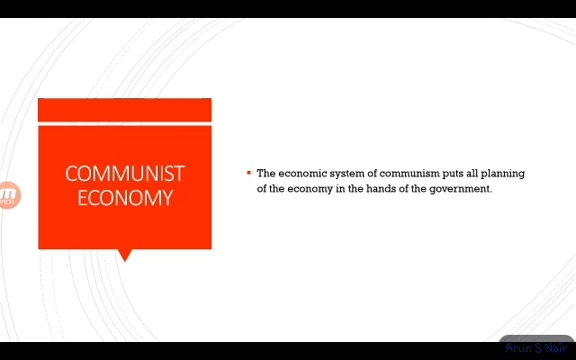 COMMUNIST
ECONOMY
The economic system of communism puts all planning
of the economy in the hands of the government.
Arun S Nair